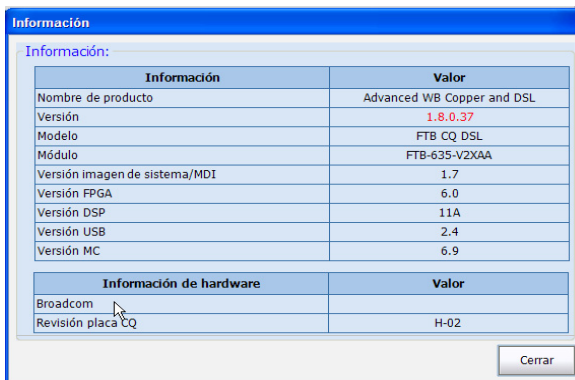 Información
Información:
Información Valor
Nombre de producto Advanced WB Copper and DSL
Versión 1.8.0.37
Modelo FTB CQ DSL
Módulo FTB-635-V2XAA
Versión imagen de sistema/MDI 1.7
Versión FPGA 6.0
Versión DSP 11A
Versión USB 2.4
Versión MC 6.9
Información de hardware Valor
Broadcom
Revisión placa CQ H-02
Cerrar